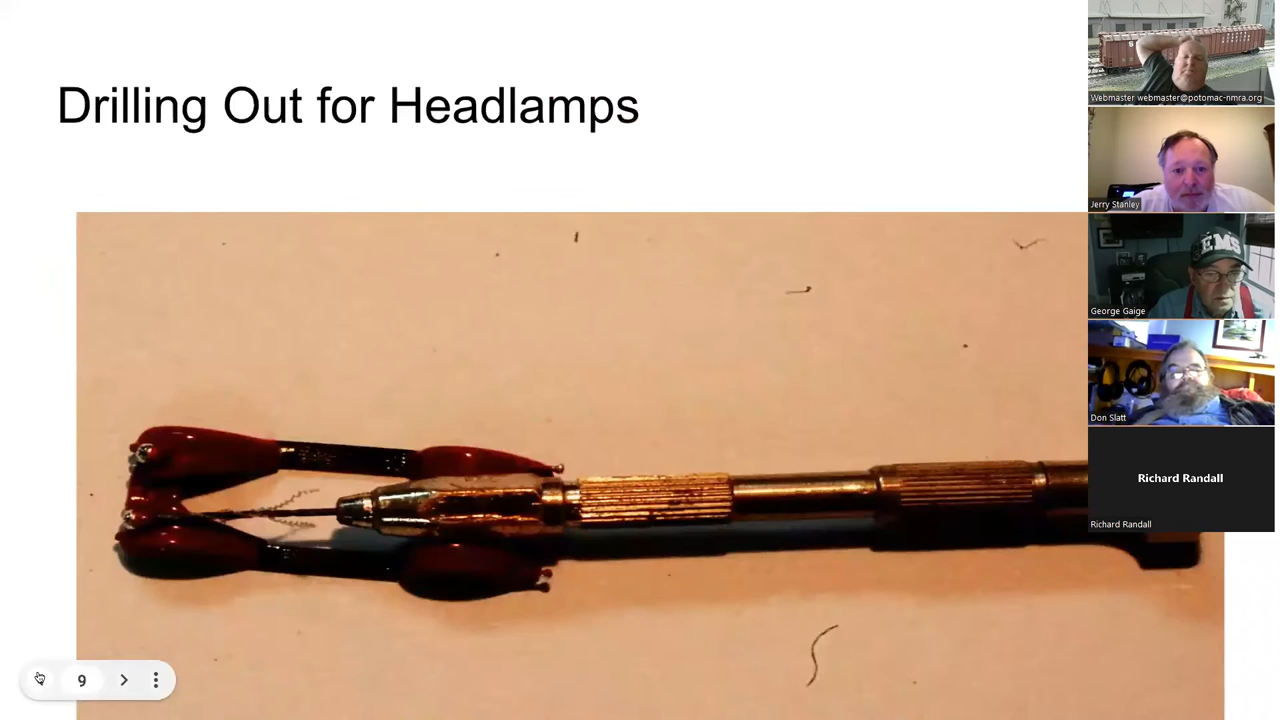 Drilling Out for Headlamps
Webmaster webmaster@potomac-nmra.org
Jerry Stanley
EMS
George Gaige
Don Slatt
Richard Randall
Richard Randall
9